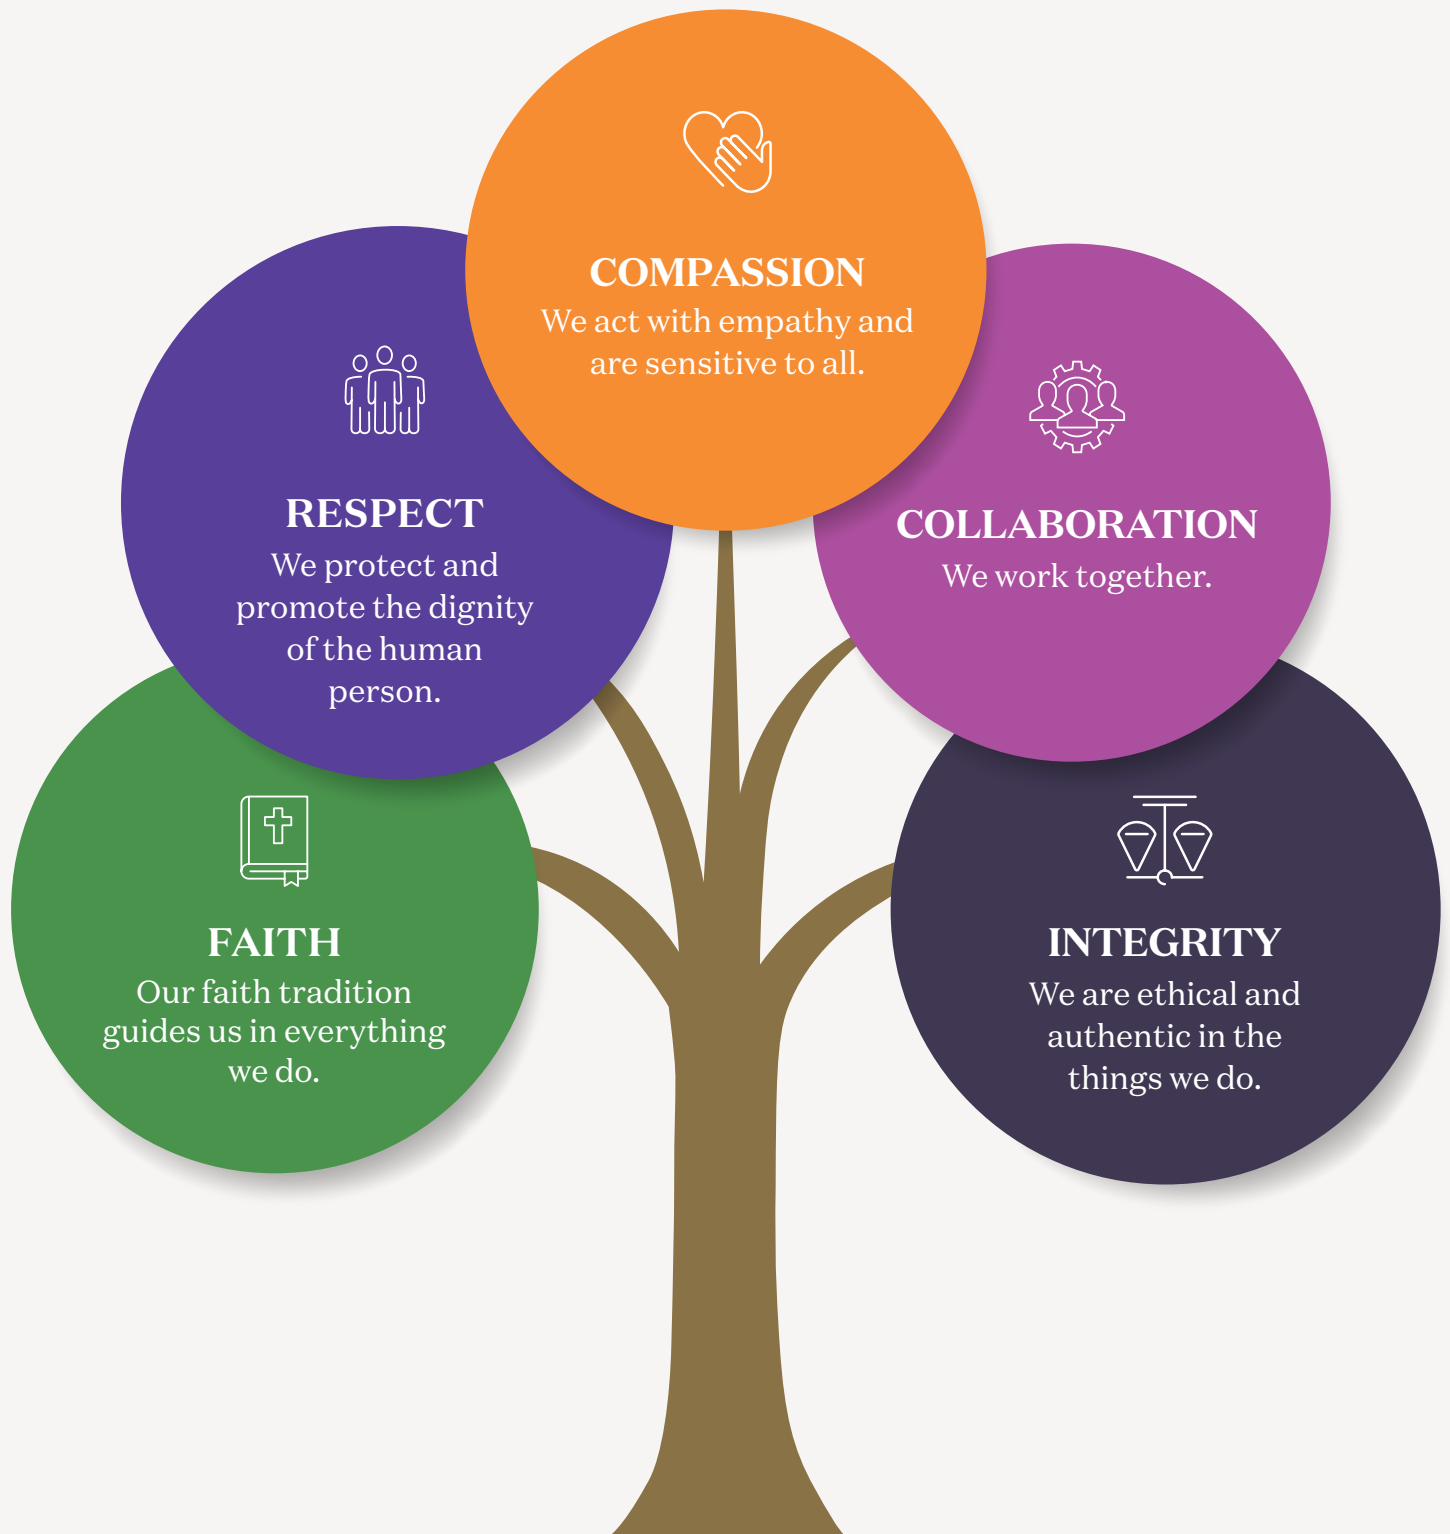 COMPASSION
We act with empathy and
are sensitive to all.
RESPECT
We protect and
promote the dignity
of the human
person.
COLLABORATION
We work together.
FAITH
Our faith tradition
guides us in everything
we do.
INTEGRITY
We are ethical and
authentic in the
things we do.